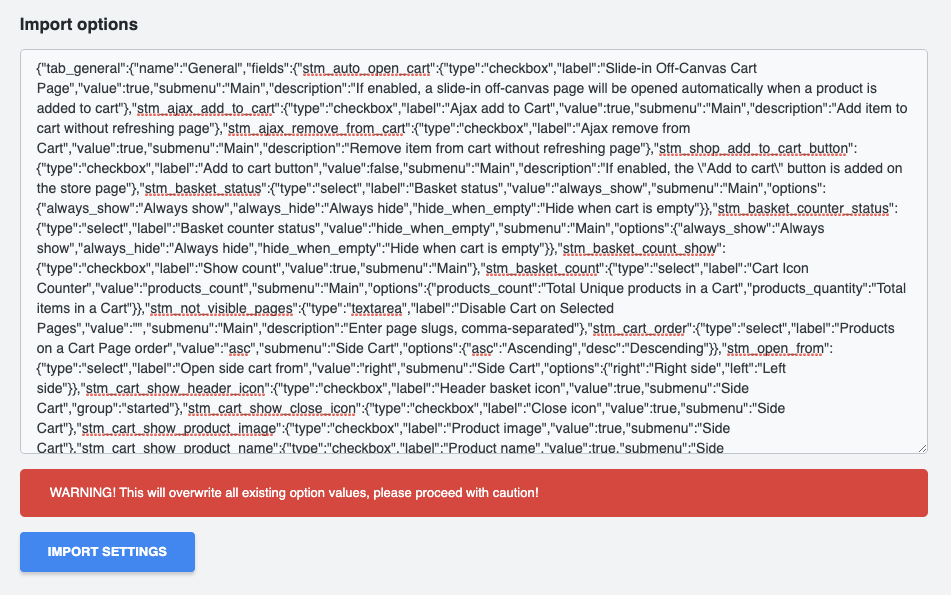 Import options
{"tab_general":{"name":"General","fields":{"stm_auto_open_cart":{"type":"checkbox","label":"Slide-in Off-Canvas Cart
Page","value":true,"submenu":"Main","description":"If enabled, a slide-in off-canvas page will be opened automatically when a product is
added to cart"},"stm_ajax_add_to_cart":{"type":"checkbox","label":"Ajax add to Cart","value":true,"submenu":"Main","description":"Add item to
cart without refreshing page"},"stm_ajax_remove_from_cart":{"type":"checkbox","label":"Ajax remove from
Cart","value":true,"submenu":"Main","description":"Remove item from cart without refreshing page"},"stm_shop_add_to_cart_button":
{"type":"checkbox","label":"Add to cart button","value":false,"submenu":"Main","description":"If enabled, the \"Add to cart\" button is added on
the store page"},"stm_basket_status":{"type":"select","label":"Basket status","value":"always_show","submenu":"Main","options":
{"always_show":"Always show","always_hide":"Always hide","hide_when_empty":"Hide when cart is empty"}},"stm_basket_counter_status":
{"type":"select","label":"Basket counter status","value":"hide_when_empty","submenu":"Main","options":{"always_show":"Always
show","always_hide":"Always hide","hide_when_empty":"Hide when cart is empty"}},"stm_basket_count_show":
{"type":"checkbox","label":"Show count","value":true,"submenu":"Main"},"stm_basket_count":{"type":"select","label":"Cart Icon
Counter","value":"products_count","submenu":"Main","options":{"products_count":"Total Unique products in a Cart","products_quantity":"Total
items in a Cart"}},"stm_not_visible_pages":{"type":"textarea","label":"Disable Cart on Selected
Pages","value":"","submenu":"Main","description":"Enter page slugs, comma-separated"},"stm_cart_order":{"type":"select","label":"Products
on a Cart Page order","value":"asc","submenu":"Side Cart","options":{"asc":"Ascending","desc":"Descending"}},"stm_open_from":
{"type":"select","label":"Open side cart from","value":"right","submenu":"Side Cart","options":{"right":"Right side","left":"Left
side"}},"stm_cart_show_header_icon":{"type":"checkbox","label":"Header basket icon","value":true,"submenu":"Side
Cart","group":"started"},"stm_cart_show_close_icon":{"type":"checkbox","label":"Close icon","value":true,"submenu":"Side
Cart"},"stm_cart_show_product_image":{"type":"checkbox","label":"Product image","value":true,"submenu":"Side
Cart"},"stm_cart_show_product_name":{"type":"checkbox","label":"Product name","value":true,"submenu":"Side
WARNING! This will overwrite all existing option values, please proceed with caution!
IMPORT SETTINGS